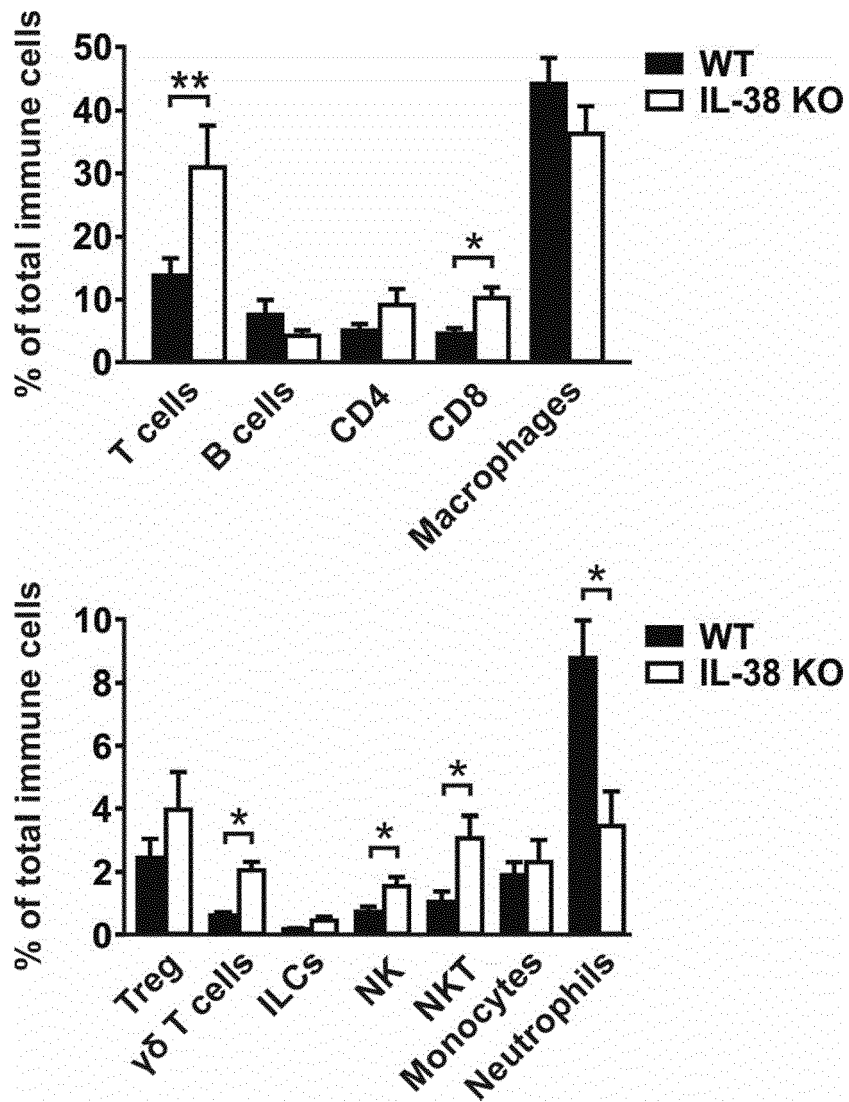 % of total immune cells
50
40
30
20
10
0
**
*
WT
IL-38 KO
T cells
B cells
CD4
CD8
Macrophages
% of total immune cells
10
8
6
4
2
0
*
*
*
*
WT
IL-38 KO
Treg
γδ T cells
ILCs
NK
NKT
Monocytes
Neutrophils